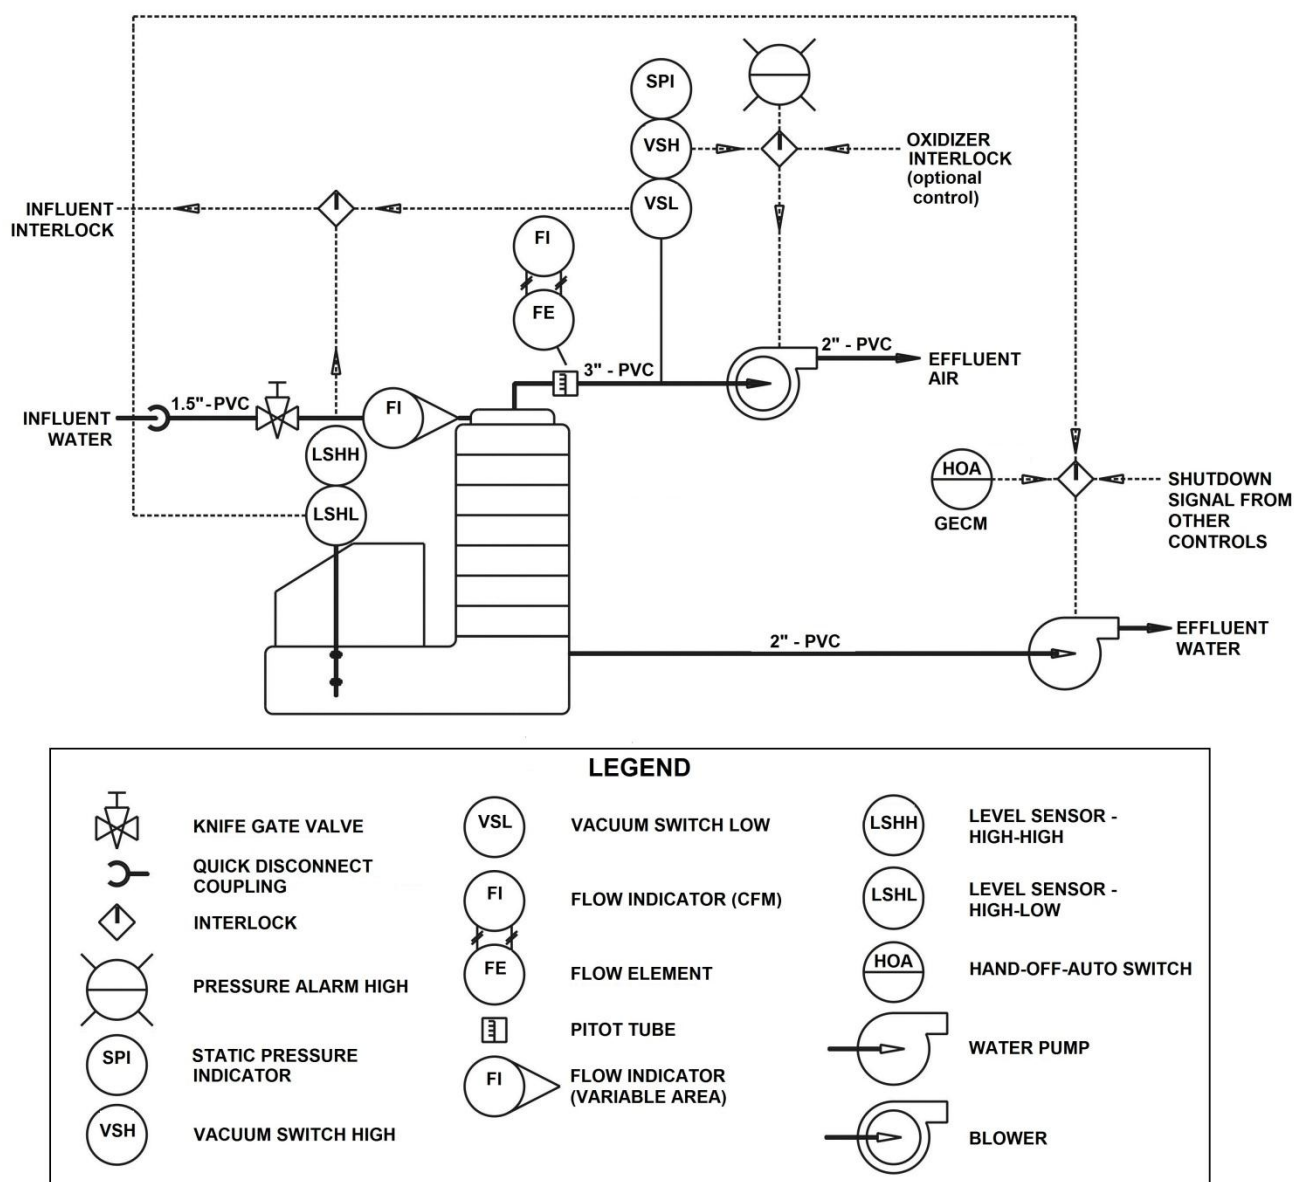 SPI
VSH
OXIDIZER
INTERLOCK
(optional
control)
VSL
INFLUENT
INTERLOCK
FI
FE
2" - PVC
EFFLUENT
AIR
3" - PVC
1.5"-PVC
FI
INFLUENT
WATER
LSHH
HOA
GECM
SHUTDOWN
SIGNAL FROM
OTHER
CONTROLS
LSHL
2" - PVC
EFFLUENT
WATER
LEGEND
KNIFE GATE VALVE
QUICK DISCONNECT
COUPLING
INTERLOCK
PRESSURE ALARM HIGH
SPI
STATIC PRESSURE
INDICATOR
VSH
VACUUM SWITCH HIGH
VSL
VACUUM SWITCH LOW
FI
FLOW INDICATOR (CFM)
FE
FLOW ELEMENT
PITOT TUBE
FI
FLOW INDICATOR
(VARIABLE AREA)
LSHH
LEVEL SENSOR -
HIGH-HIGH
LSHL
LEVEL SENSOR -
HIGH-LOW
HOA
HAND-OFF-AUTO SWITCH
WATER PUMP
BLOWER